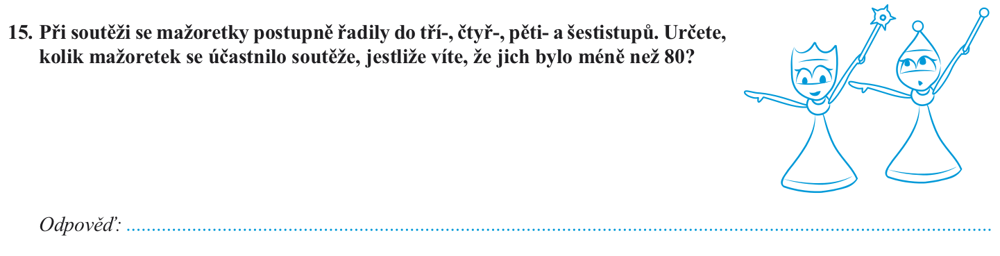 15. Při soutěži se mažoretky postupně řadily do tří-, čtyř-, pěti- a šestistupů. Určete,
kolik mažoretek se účastnilo soutěže, jestliže víte, že jich bylo méně než 80?
Odpověď: ....................................................................................................